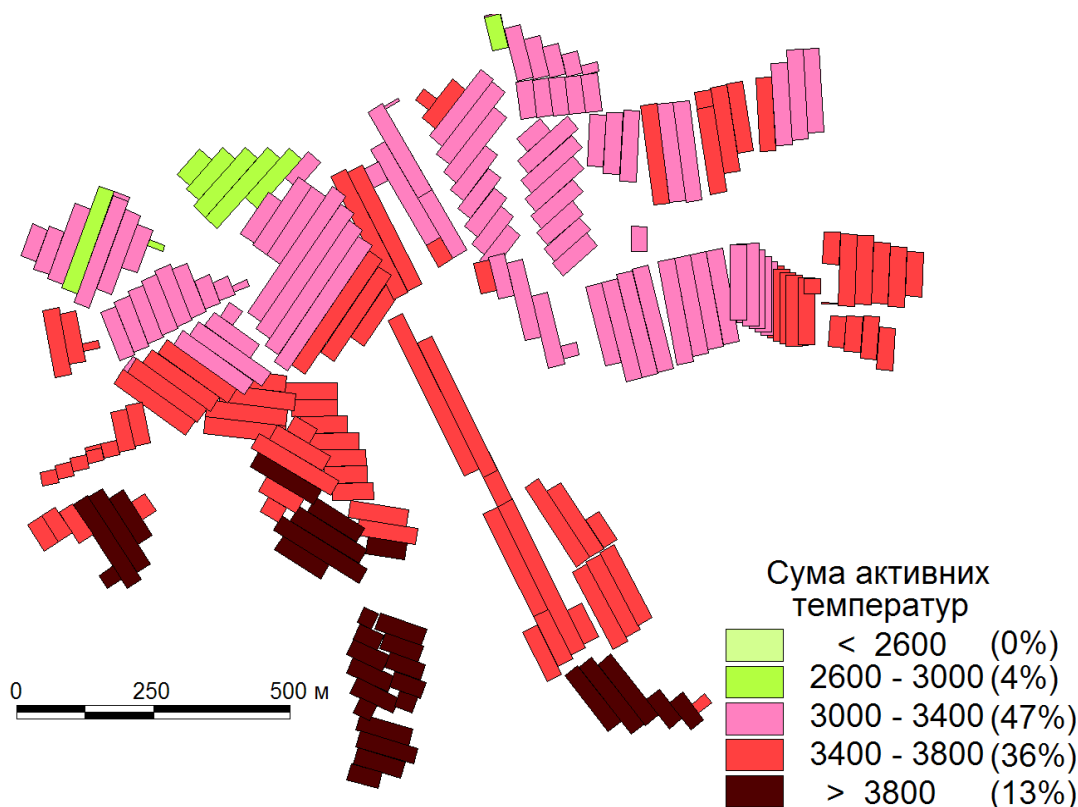 Сума активних
температур
< 2600 (0%)
2600 - 3000 (4%)
3000 - 3400 (47%)
3400 - 3800 (36%)
> 3800 (13%)
0 250 500 м